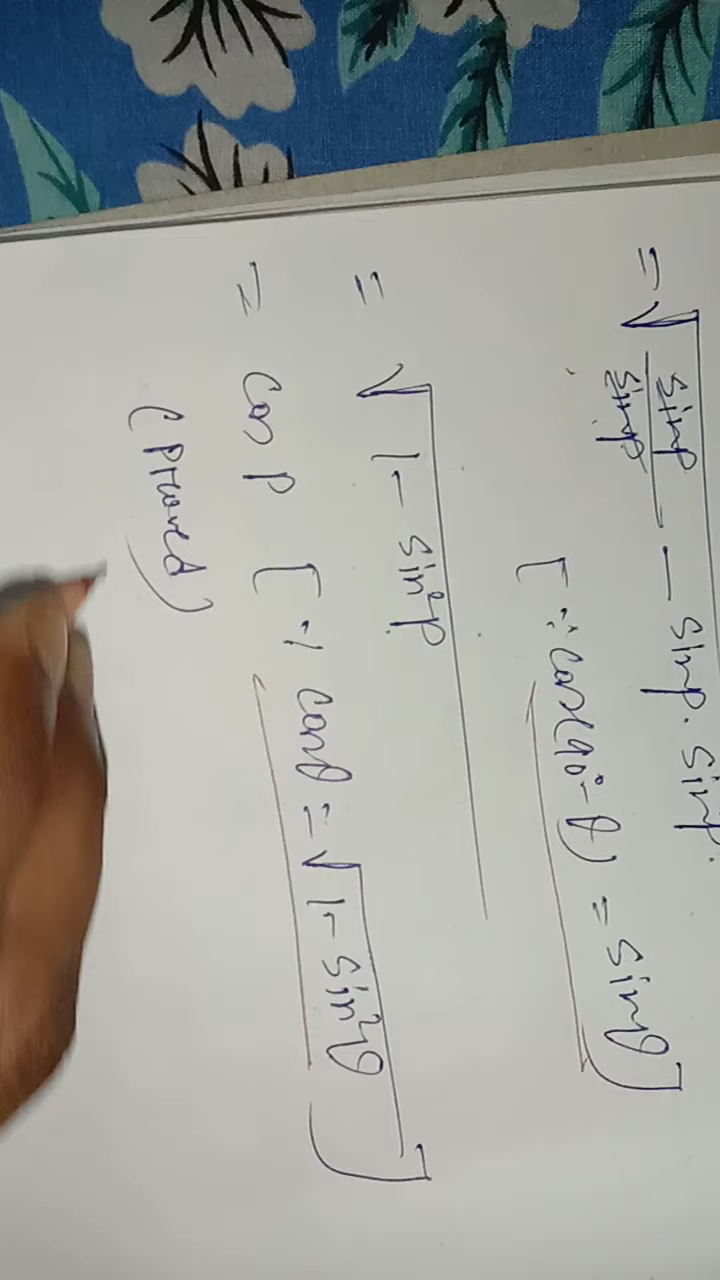 = √ sinp/sinp - sinp. sinp.
[∵ cos(90°-θ) = sinθ]
= √ 1 - sin²p
= cos p [∵ cosθ = √1 - sin²θ]
(Proved)